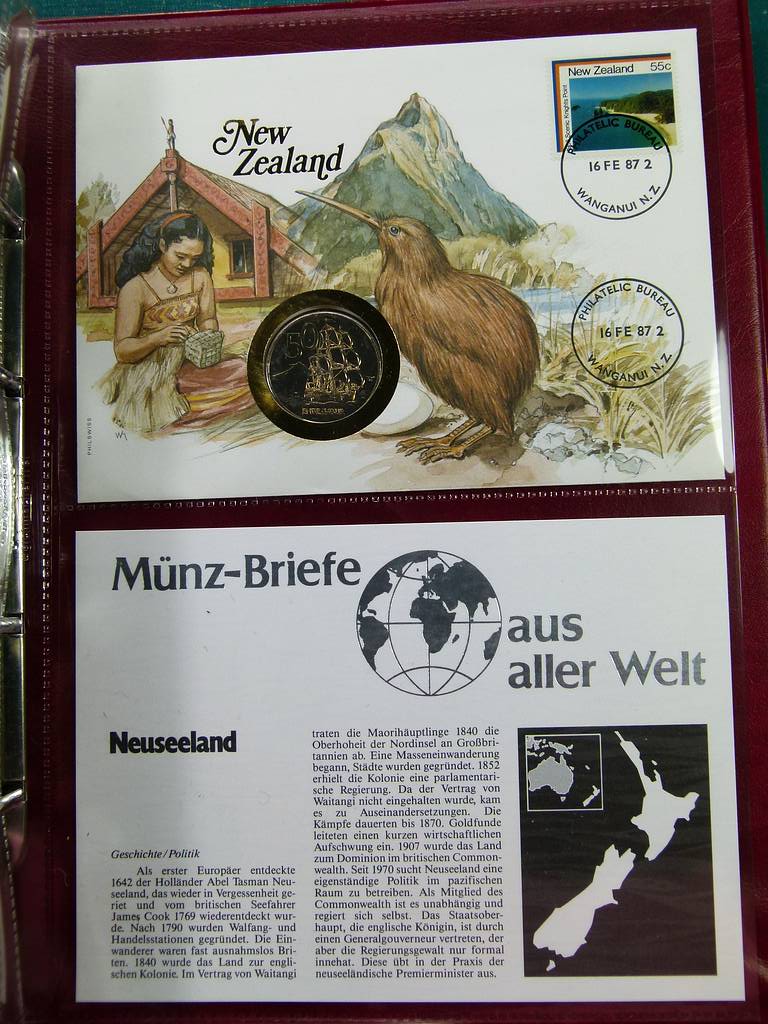 New
Zealand
New Zealand 55c
Scenic Knights Point
PHILATELIC BUREAU
16 FE 87 2
WANGANUI N.Z.
PHILATELIC BUREAU
16 FE 87 2
WANGANUI N.Z.
50
PHILSWISS
Münz-Briefe
aus
aller Welt
Neuseeland
Geschichte/Politik
Als erster Europäer entdeckte
1642 der Holländer Abel Tasman Neu-
seeland, das wieder in Vergessenheit ge-
riet und vom britischen Seefahrer
James Cook 1769 wiederentdeckt wur-
de. Nach 1790 wurden Walfang- und
Handelsstationen gegründet. Die Ein-
wanderer waren fast ausnahmslos Bri-
ten. 1840 wurde das Land zur engli-
schen Kolonie. Im Vertrag von Waitangi
traten die Maorihäuptlinge 1840 die
Oberhoheit der Nordinsel an Großbri-
tannien ab. Eine Masseneinwanderung
begann, Städte wurden gegründet. 1852
erhielt die Kolonie eine parlamentari-
sche Regierung. Da der Vertrag von
Waitangi nicht eingehalten wurde, kam
es zu Auseinandersetzungen. Die
Kämpfe dauerten bis 1870. Goldfunde
leiteten einen kurzen wirtschaftlichen
Aufschwung ein. 1907 wurde das Land
zum Dominion im britischen Common-
wealth. Seit 1970 sucht Neuseeland eine
eigenständige Politik im pazifischen
Raum zu betreiben. Als Mitglied des
Commonwealth ist es unabhängig und
regiert sich selbst. Das Staatsober-
haupt, die englische Königin, ist durch
einen Generalgouverneur vertreten, der
aber die Regierungsgewalt nur formal
innehat. Diese übt in der Praxis der
neuseeländische Premierminister aus.